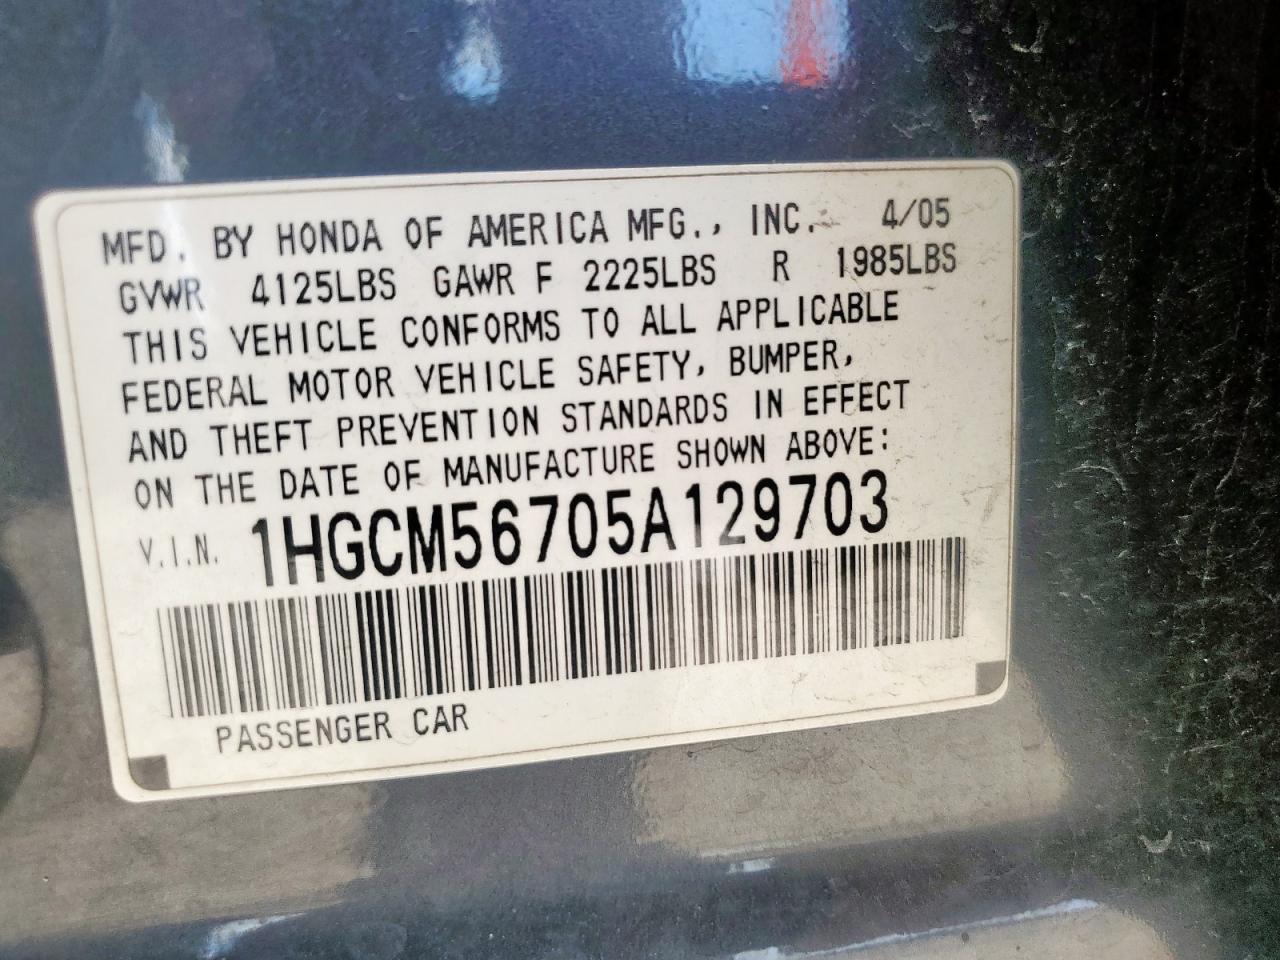 MFD. BY HONDA OF AMERICA MFG., INC. 4/05
GVWR 4125LBS GAWR F 2225LBS R 1985LBS
THIS VEHICLE CONFORMS TO ALL APPLICABLE
FEDERAL MOTOR VEHICLE SAFETY, BUMPER,
AND THEFT PREVENTION STANDARDS IN EFFECT
ON THE DATE OF MANUFACTURE SHOWN ABOVE:
V.I.N. 1HGCM56705A129703
PASSENGER CAR